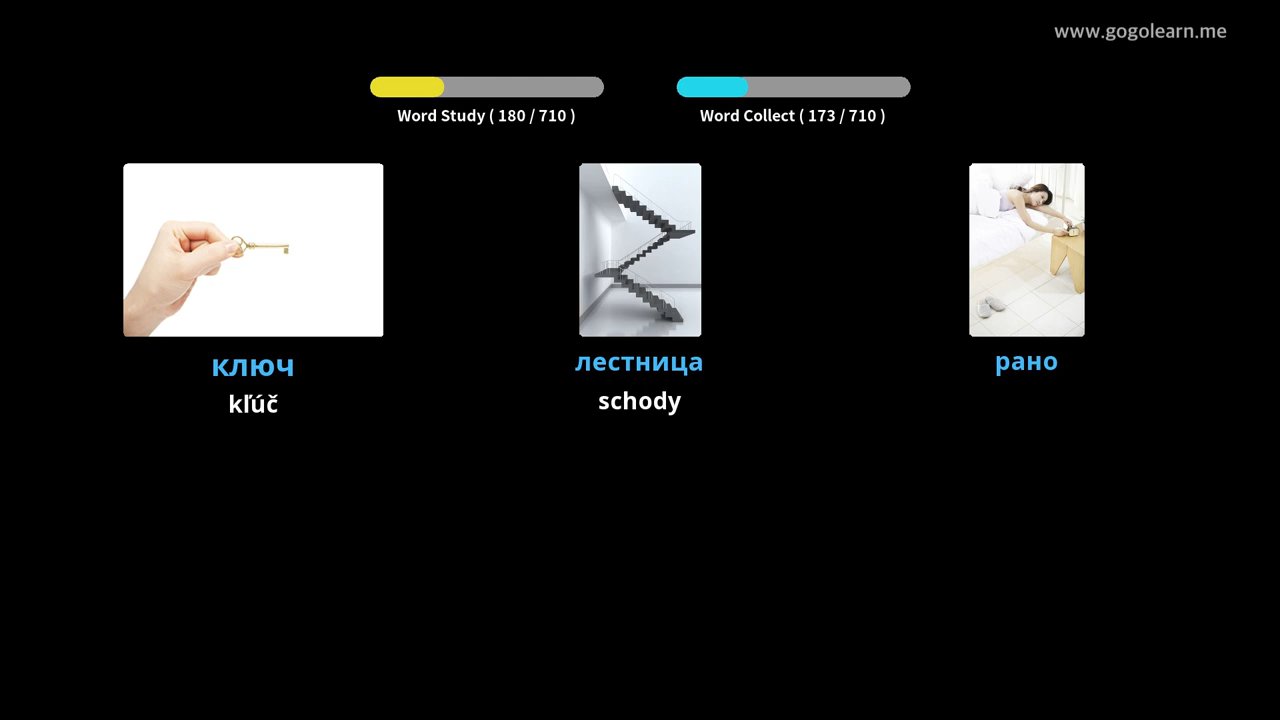 www.gogolearn.me
Word Study ( 180 / 710 )
Word Collect ( 173 / 710 )
ключ
kľúč
лестница
schody
рано